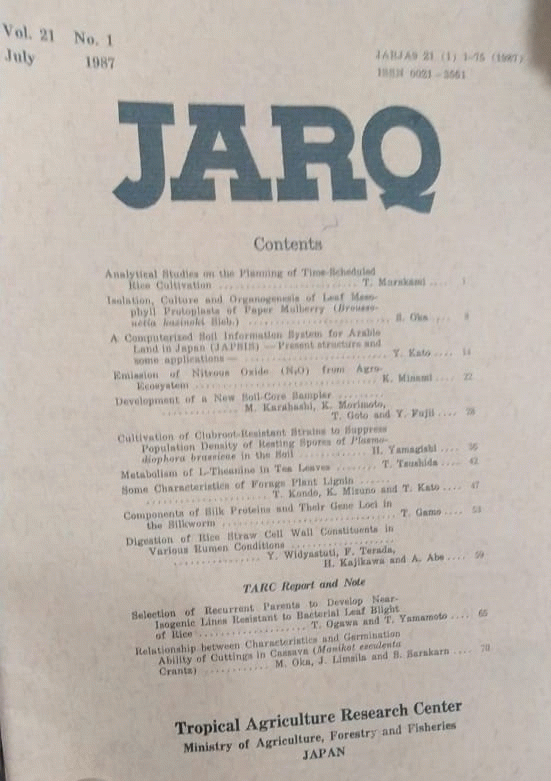 Vol. 21 No. 1
July 1987
JARJA9 21 (1) 1-75 (1987)
ISSN 0021-3551
JARQ
Contents
Analytical Studies on the Planning of Time-Scheduled
Rice Cultivation .......................... T. Murakami .... 1
Isolation, Culture and Organogenesis of Leaf Meso-
phyll Protoplasts of Paper Mulberry (Brousso-
netia kazinoki Sieb.) .......................... S. Oka .... 8
A Computerized Soil Information System for Arable
Land in Japan (JAPSIS) —Present structure and
some applications— .......................... Y. Kato .... 14
Emission of Nitrous Oxide (N₂O) from Agro-
Ecosystem .......................... K. Minami .... 22
Development of a New Soil-Core Sampler .........
.............. M. Karahashi, K. Morimoto,
T. Goto and Y. Fujii .... 28
Cultivation of Clubroot-Resistant Strains to Suppress
Population Density of Resting Spores of Plasmo-
diophora brassicae in the Soil ............ H. Yamagishi .... 36
Metabolism of L-Theanine in Tea Leaves ........ T. Tsushida .... 42
Some Characteristics of Forage Plant Lignin ......
.................... T. Kondo, K. Mizuno and T. Kato .... 47
Components of Silk Proteins and Their Gene Loci in
the Silkworm .............................. T. Gamo .... 53
Digestion of Rice Straw Cell Wall Constituents in
Various Rumen Conditions ....................
................ Y. Widyastuti, F. Terada,
H. Kajikawa and A. Abe .... 59
TARC Report and Note
Selection of Recurrent Parents to Develop Near-
Isogenic Lines Resistant to Bacterial Leaf Blight
of Rice .................... T. Ogawa and T. Yamamoto .... 65
Relationship between Characteristics and Germination
Ability of Cuttings in Cassava (Manihot esculenta
Crantz) ............ M. Oka, J. Limsila and S. Sarakarn .... 70
Tropical Agriculture Research Center
Ministry of Agriculture, Forestry and Fisheries
JAPAN